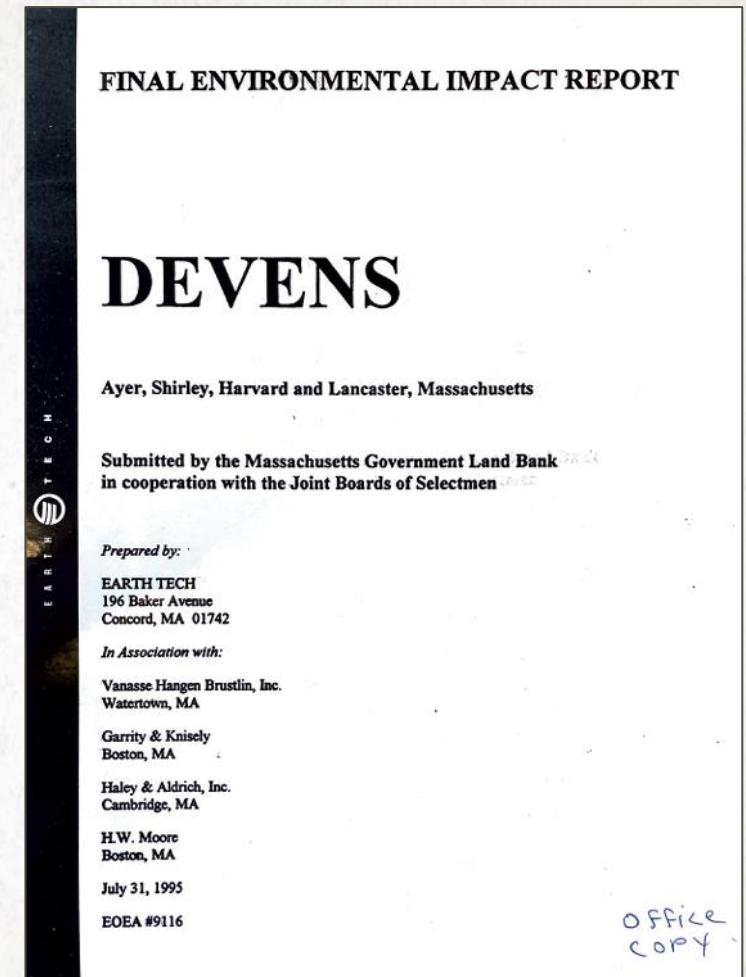 FINAL ENVIRONMENTAL IMPACT REPORT
DEVENS
Ayer, Shirley, Harvard and Lancaster, Massachusetts
Submitted by the Massachusetts Government Land Bank
in cooperation with the Joint Boards of Selectmen
Prepared by:
EARTH TECH
196 Baker Avenue
Concord, MA 01742
In Association with:
Vanasse Hangen Brustlin, Inc.
Watertown, MA
Garrity & Knisely
Boston, MA
Haley & Aldrich, Inc.
Cambridge, MA
H.W. Moore
Boston, MA
July 31, 1995
EOEA #9116
OFFice
COPY
EARTH TECH